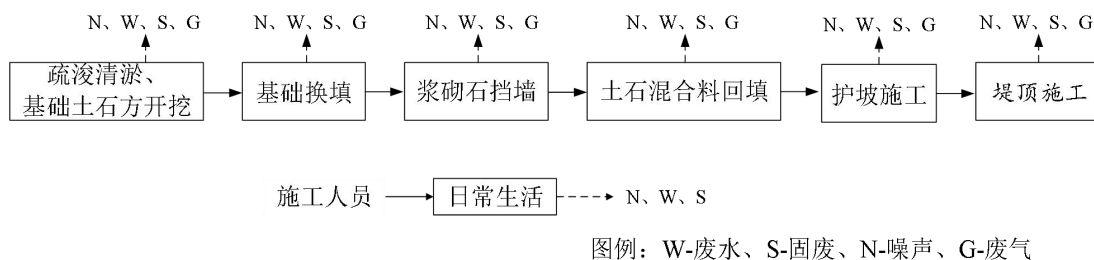 N、W、S、G
N、W、S、G
N、W、S、G
N、W、S、G
N、W、S、G
N、W、S、G
疏浚清淤、
基础土石方开挖
基础换填
浆砌石挡墙
土石混合料回填
护坡施工
堤顶施工
施工人员
日常生活
N、W、S
图例：W-废水、S-固废、N-噪声、G-废气